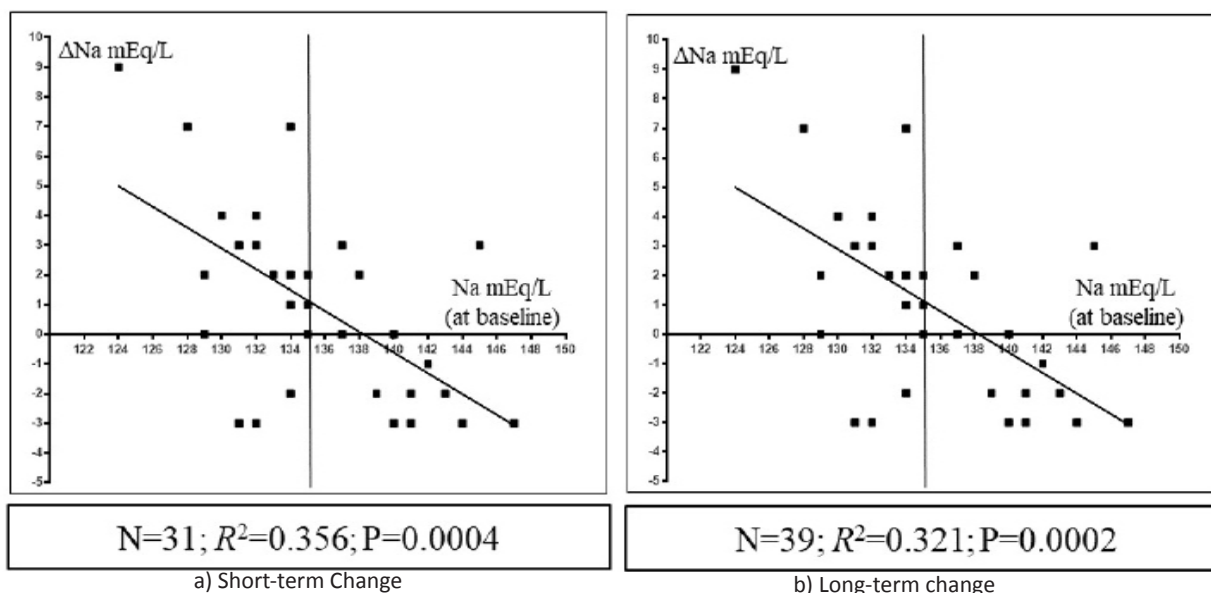 ΔNa mEq/L
10
9
8
7
6
5
4
3
2
1
0
-1
-2
-3
-4
-5
122 124 126 128 130 132 134 136 138 140 142 144 146 148 150
Na mEq/L
(at baseline)
N=31; R²=0.356; P=0.0004
a) Short-term Change
ΔNa mEq/L
10
9
8
7
6
5
4
3
2
1
0
-1
-2
-3
-4
-5
122 124 126 128 130 132 134 136 138 140 142 144 146 148 150
Na mEq/L
(at baseline)
N=39; R²=0.321; P=0.0002
b) Long-term change